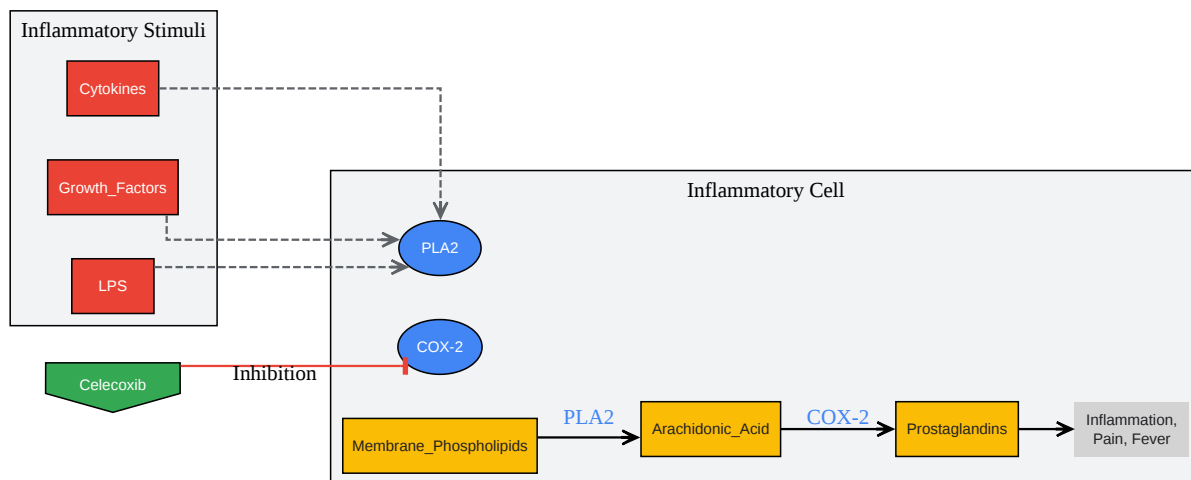 Inflammatory Stimuli
Cytokines
Growth_Factors
LPS
Celecoxib
Inhibition
Inflammatory Cell
PLA2
COX-2
Membrane_Phospholipids
PLA2
Arachidonic_Acid
COX-2
Prostaglandins
Inflammation,
Pain, Fever